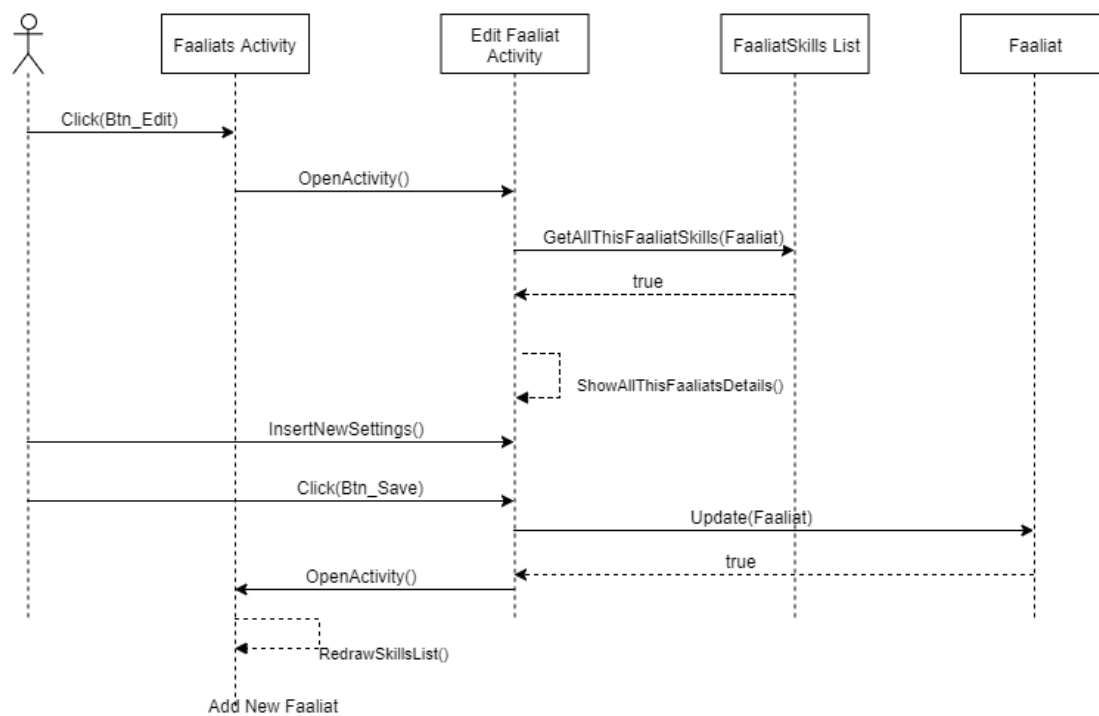 Faaliats Activity
Edit Faaliat
Activity
FaaliatSkills List
Faaliat
Click(Btn_Edit)
OpenActivity()
GetAllThisFaaliatSkills(Faaliat)
true
ShowAllThisFaaliatsDetails()
InsertNewSettings()
Click(Btn_Save)
Update(Faaliat)
true
OpenActivity()
RedrawSkillsList()
Add New Faaliat